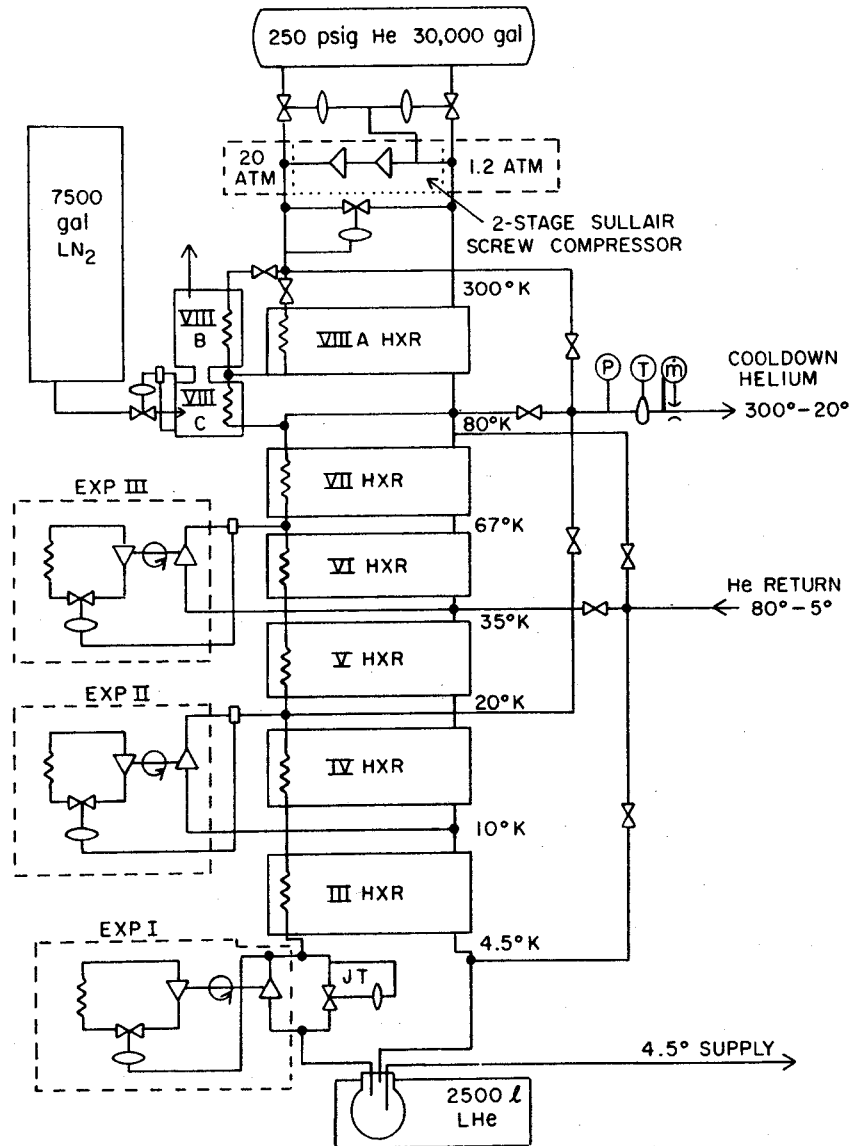 250 psig He 30,000 gal
20
ATM
1.2 ATM
7500
gal
LN2
2-STAGE SULLAIR
SCREW COMPRESSOR
300°K
VIII
B
VIII A HXR
P
T
ṁ
COOLDOWN
HELIUM
300°-20°
VIII
C
80°K
VII HXR
EXP III
67°K
VI HXR
He RETURN
80°-5°
35°K
V HXR
20°K
EXP II
IV HXR
10°K
III HXR
EXP I
4.5°K
JT
4.5° SUPPLY
2500 l
LHe